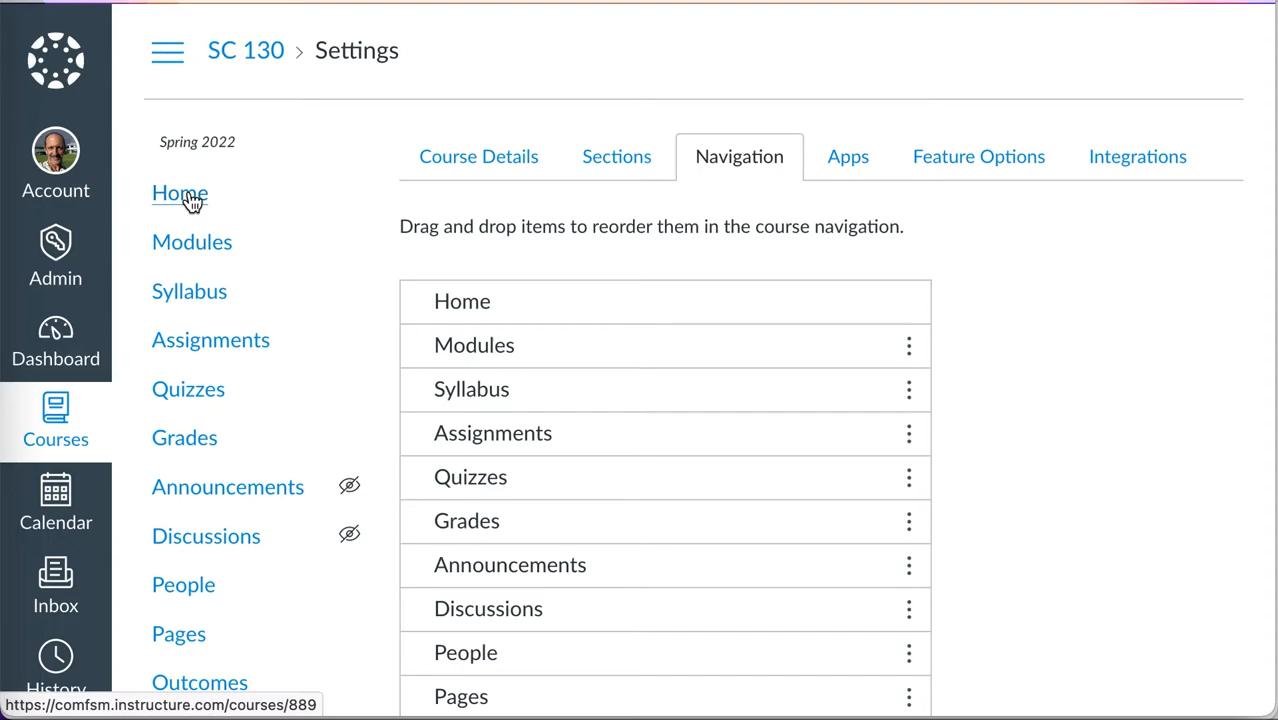 SC 130 > Settings
Account
Admin
Dashboard
Courses
Calendar
Inbox
History
Spring 2022
Home
Modules
Syllabus
Assignments
Quizzes
Grades
Announcements
Discussions
People
Pages
Outcomes
Course Details Sections Navigation Apps Feature Options Integrations
Drag and drop items to reorder them in the course navigation.
Home
Modules
Syllabus
Assignments
Quizzes
Grades
Announcements
Discussions
People
Pages
https://comfsm.instructure.com/courses/889